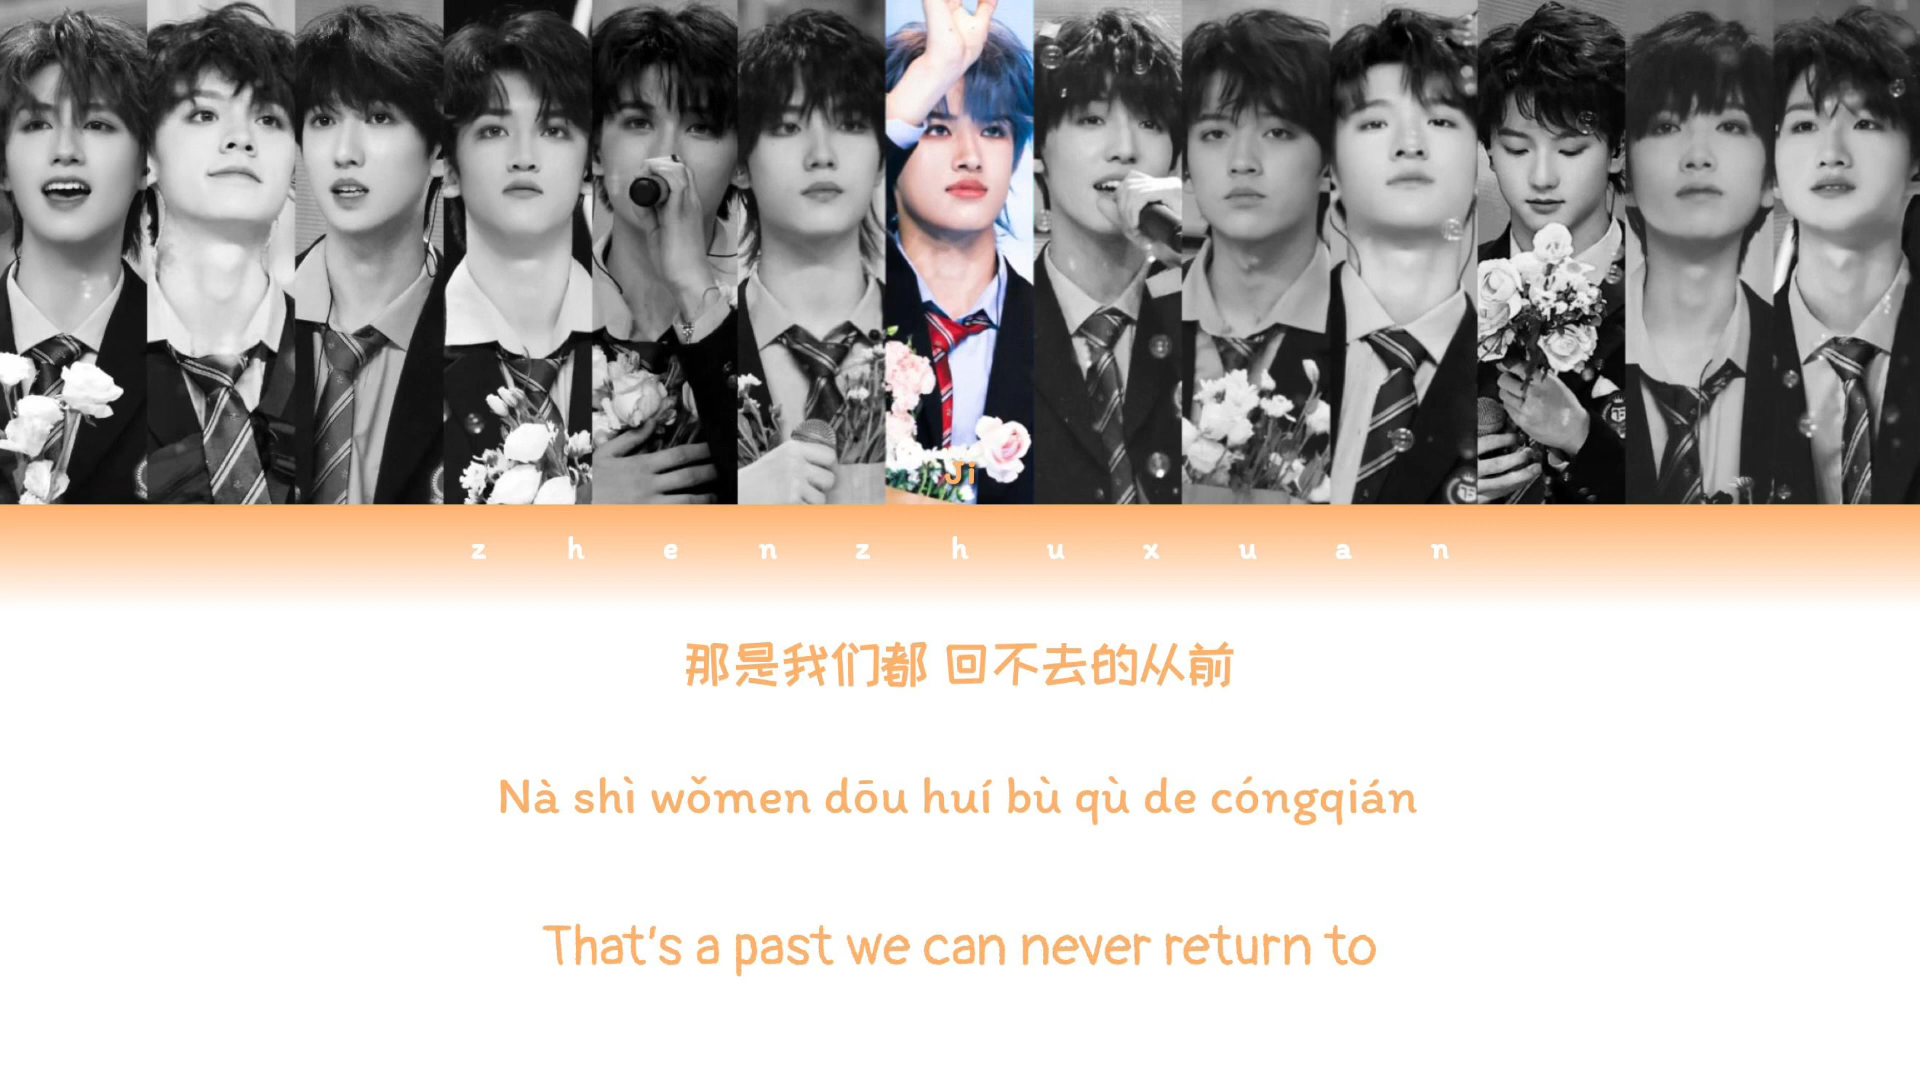 Ji
zhenzhuxuan
那是我们都 回不去的从前
Nà shì wǒmen dōu huí bù qù de cóngqián
That's a past we can never return to